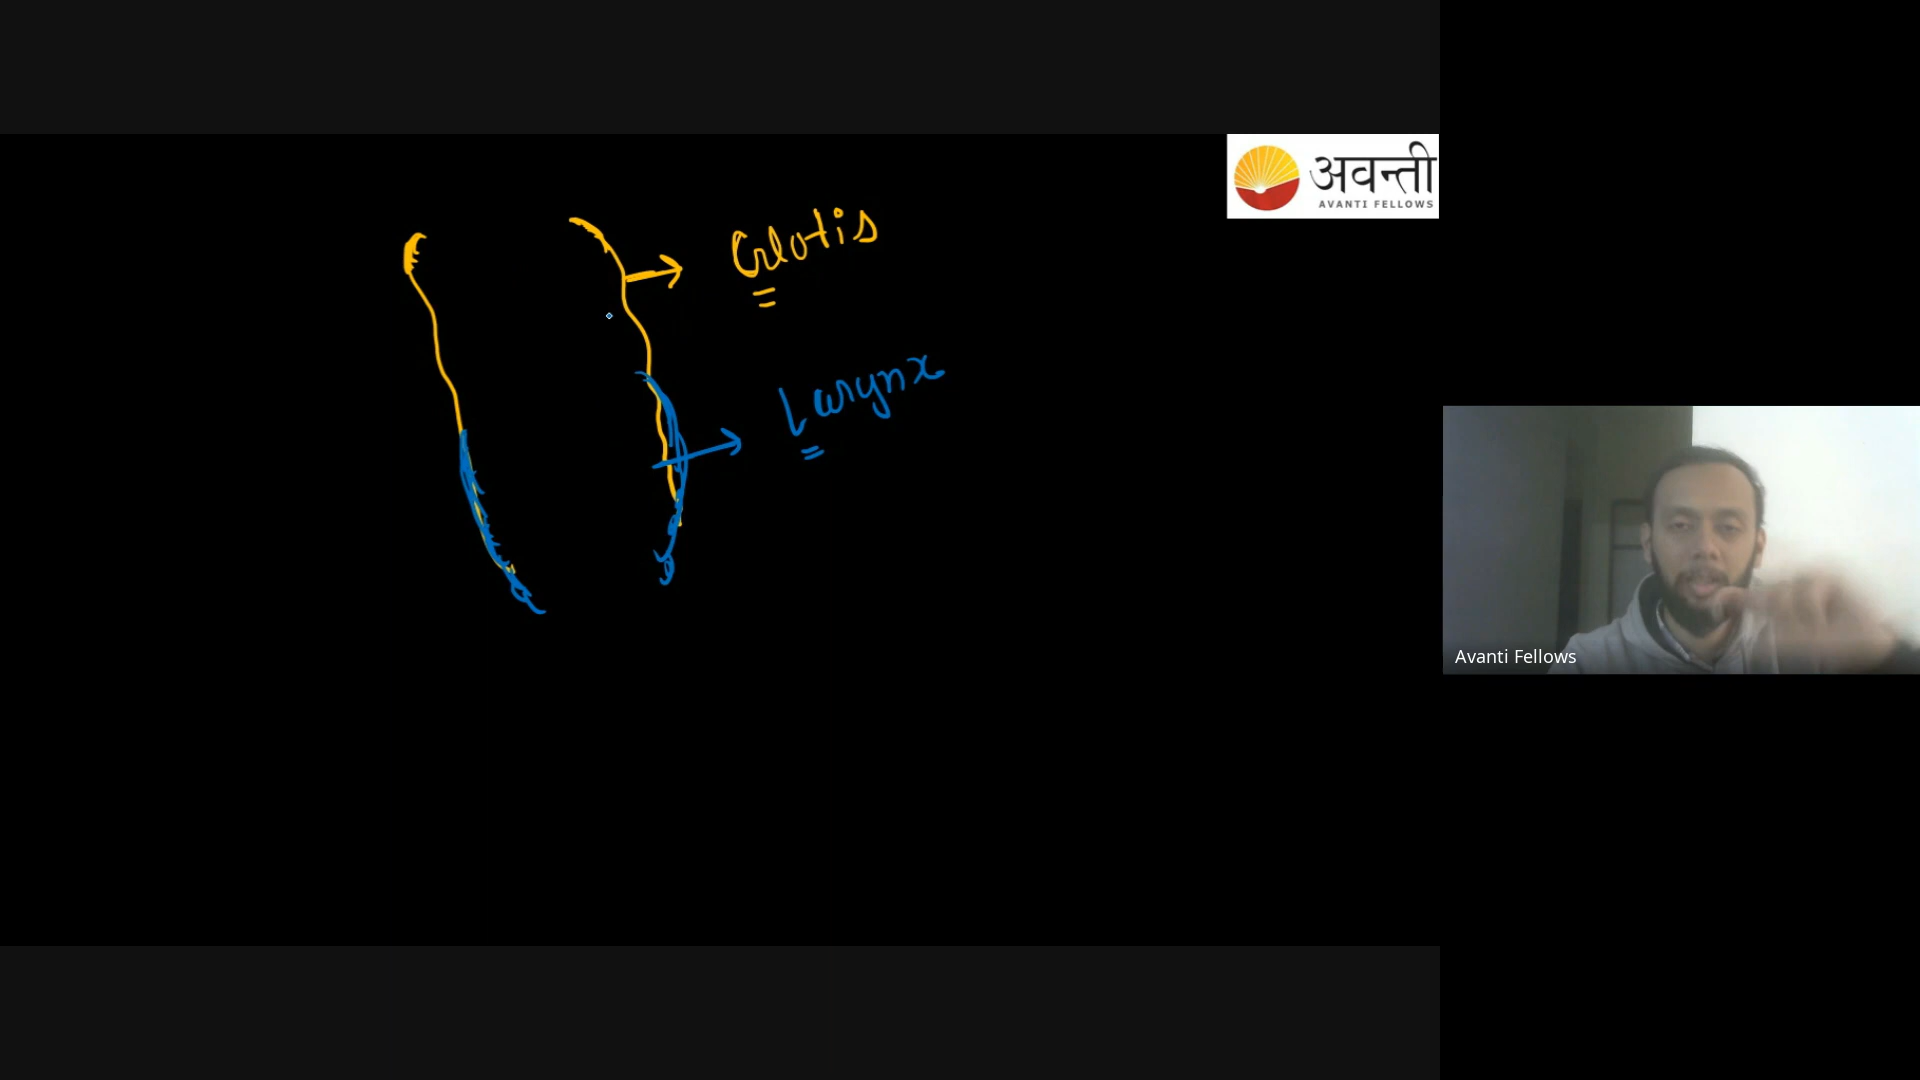 अवन्ती
AVANTI FELLOWS
Glotis
Larynx
Avanti Fellows